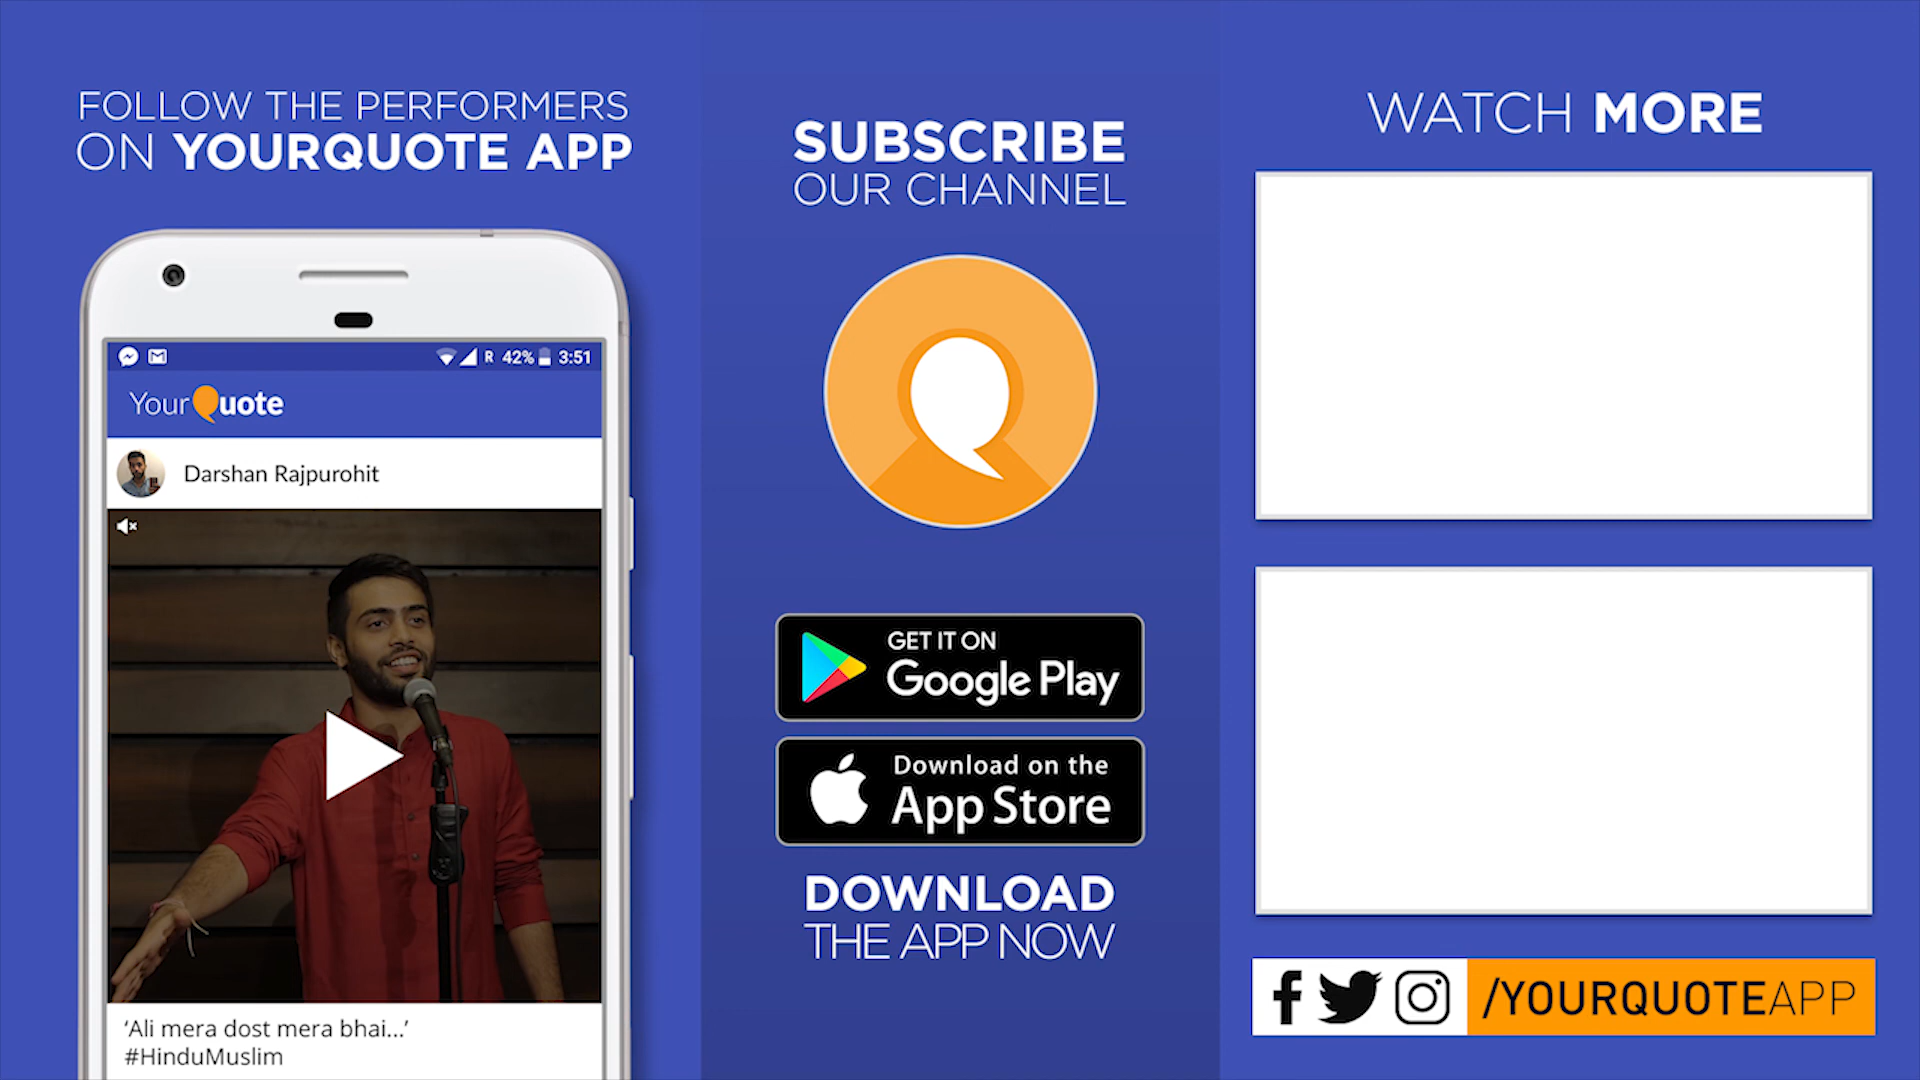 FOLLOW THE PERFORMERS
ON YOURQUOTE APP
R 42% 3:51
YourQuote
Darshan Rajpurohit
‘Ali mera dost mera bhai...’
#HinduMuslim
SUBSCRIBE
OUR CHANNEL
GET IT ON
Google Play
Download on the
App Store
DOWNLOAD
THE APP NOW
WATCH MORE
/YOURQUOTEAPP